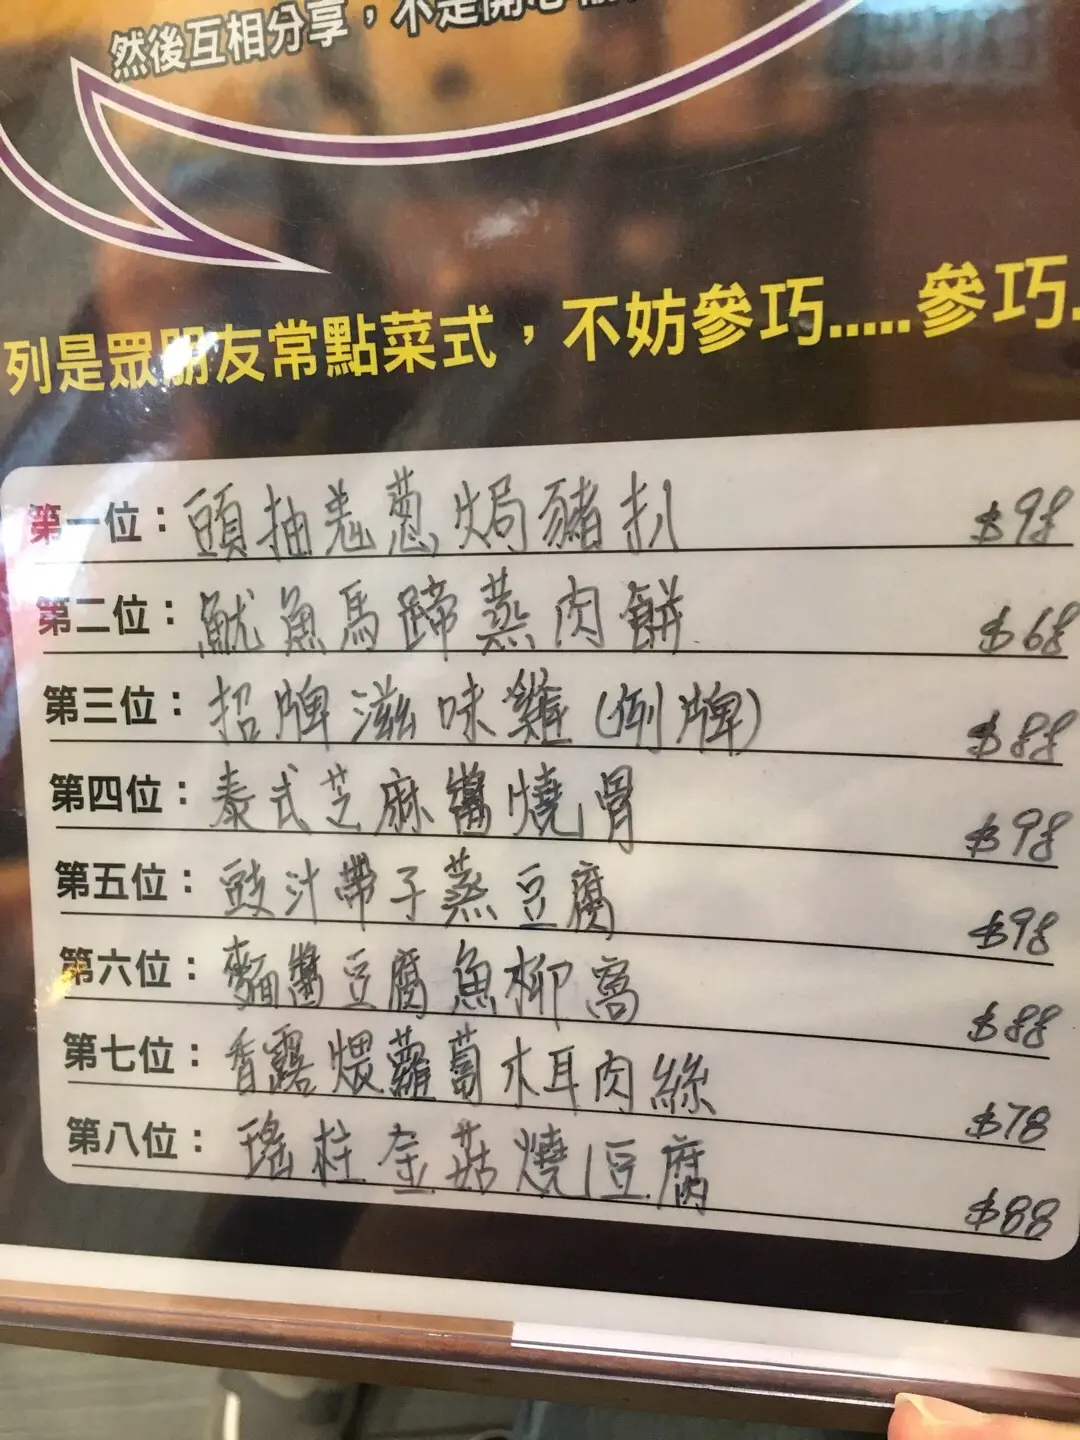 然後互相分享，不是開心
列是眾朋友常點菜式，不妨參巧.....參巧.
第一位：頭抽羗蔥焗豬扒 $98
第二位：魷魚馬蹄蒸肉餅 $68
第三位：招牌滋味雞(例牌) $88
第四位：泰式芝麻醬燒骨 $98
第五位：豉汁帶子蒸豆腐 $98
第六位：麵醬豆腐魚柳窩 $88
第七位：香露煨蘿蔔木耳肉絲 $78
第八位：瑤柱金菇燒豆腐 $88